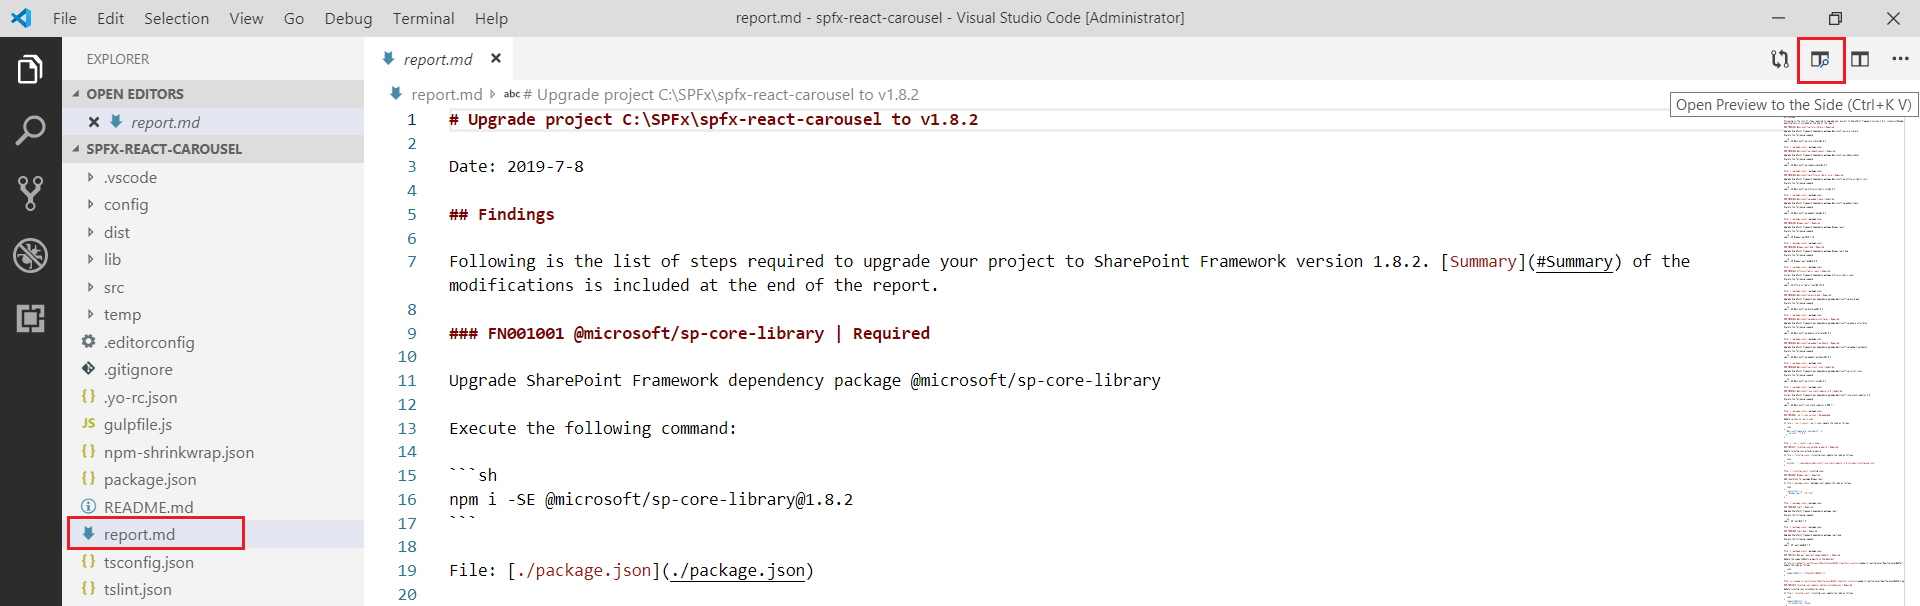 File Edit Selection View Go Debug Terminal Help
report.md - spfx-react-carousel - Visual Studio Code [Administrator]
EXPLORER
OPEN EDITORS
report.md
SPFX-REACT-CAROUSEL
.vscode
config
dist
lib
src
temp
.editorconfig
.gitignore
{} .yo-rc.json
JS gulpfile.js
{} npm-shrinkwrap.json
{} package.json
README.md
report.md
{} tsconfig.json
{} tslint.json
report.md
report.md abc # Upgrade project C:\SPFx\spfx-react-carousel to v1.8.2
Open Preview to the Side (Ctrl+K V)
1 # Upgrade project C:\SPFx\spfx-react-carousel to v1.8.2
2
3 Date: 2019-7-8
4
5 ## Findings
6
7 Following is the list of steps required to upgrade your project to SharePoint Framework version 1.8.2. [Summary](#Summary) of the
modifications is included at the end of the report.
8
9 ### FN001001 @microsoft/sp-core-library | Required
10
11 Upgrade SharePoint Framework dependency package @microsoft/sp-core-library
12
13 Execute the following command:
14
15 ```sh
16 npm i -SE @microsoft/sp-core-library@1.8.2
17 ```
18
19 File: [./package.json](./package.json)
20